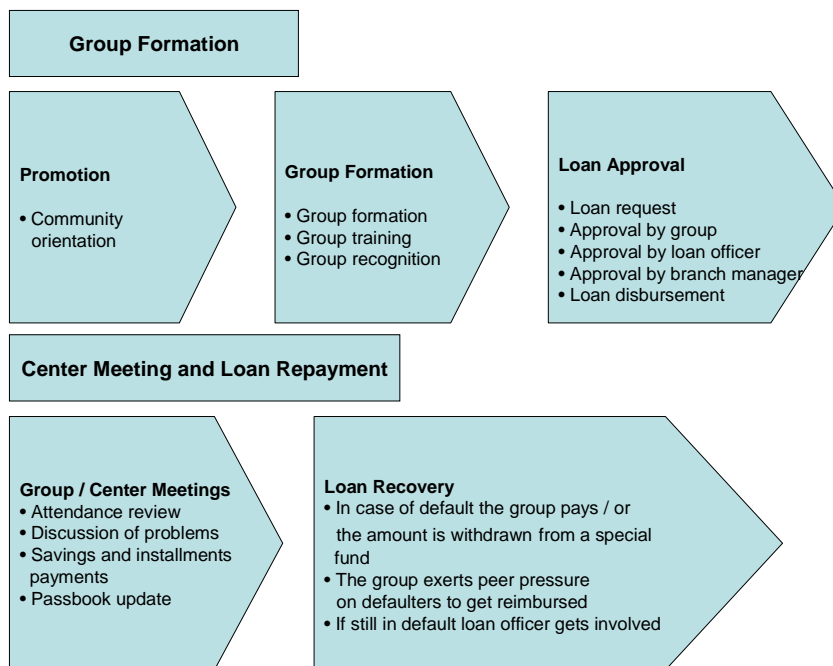 Group Formation
Promotion
• Community
orientation
Group Formation
• Group formation
• Group training
• Group recognition
Loan Approval
• Loan request
• Approval by group
• Approval by loan officer
• Approval by branch manager
• Loan disbursement
Center Meeting and Loan Repayment
Group / Center Meetings
• Attendance review
• Discussion of problems
• Savings and installments
payments
• Passbook update
Loan Recovery
• In case of default the group pays / or
the amount is withdrawn from a special
fund
• The group exerts peer pressure
on defaulters to get reimbursed
• If still in default loan officer gets involved